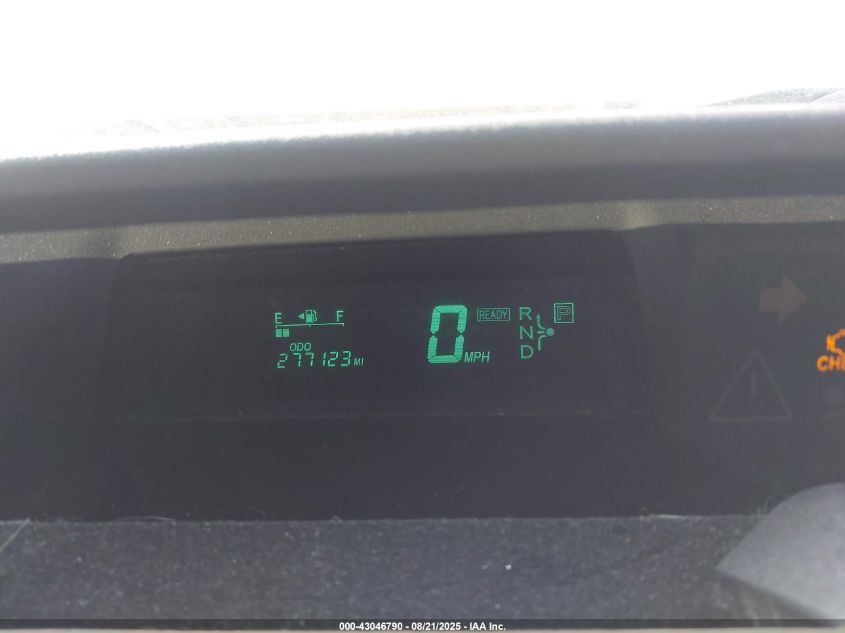 E F
ODO
277123 MI
0 MPH
READY
R
N
D
P
000-43046790 - 08/21/2025 - IAA Inc.